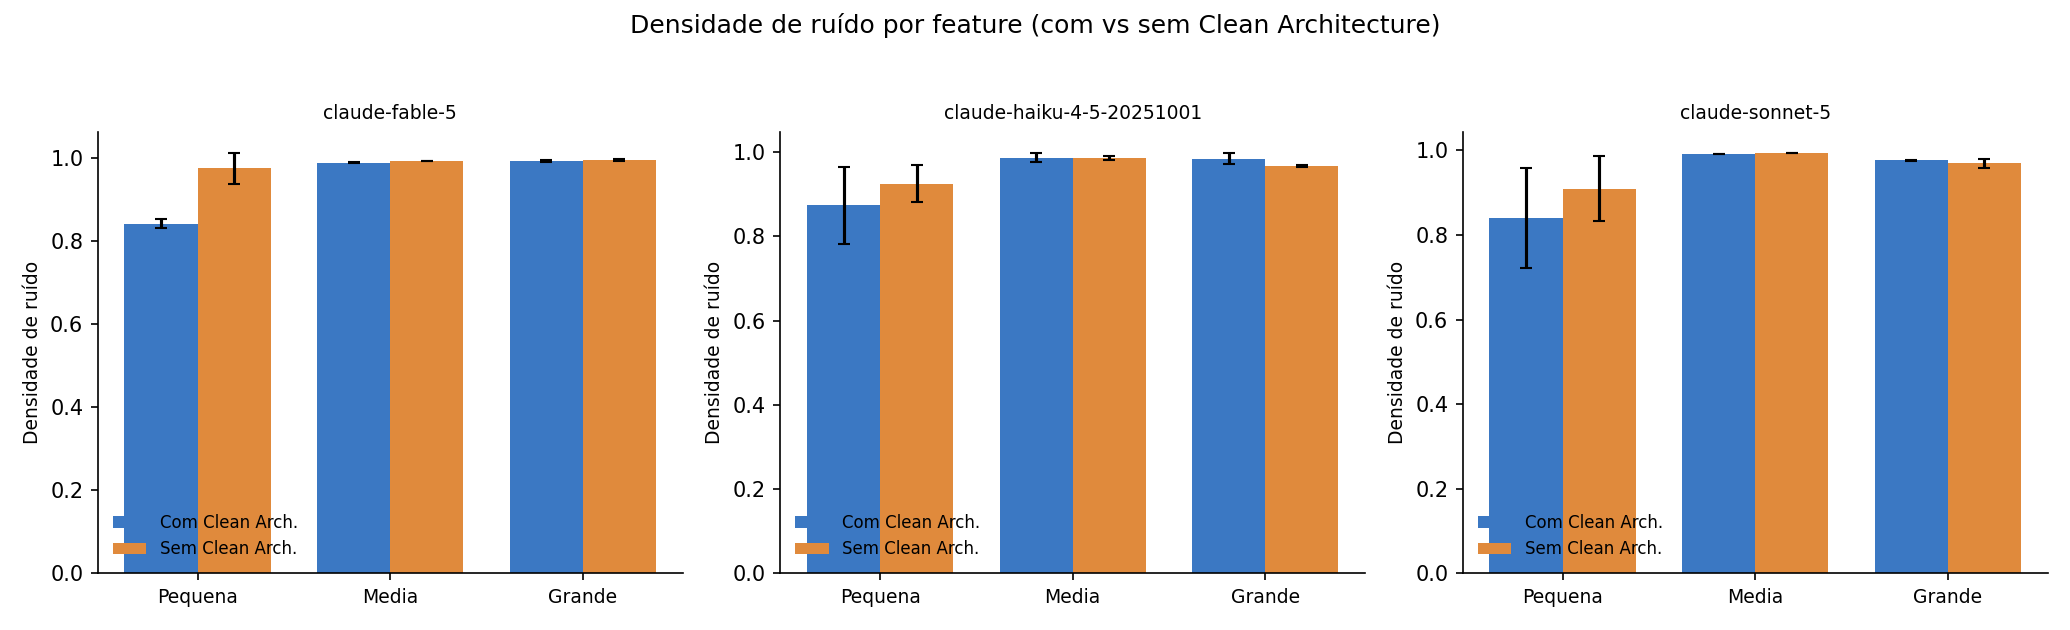 Densidade de ruído por feature (com vs sem Clean Architecture)
claude-fable-5
Densidade de ruído
1.0
0.8
0.6
0.4
0.2
0.0
Com Clean Arch.
Sem Clean Arch.
Pequena
Media
Grande
claude-haiku-4-5-20251001
Densidade de ruído
1.0
0.8
0.6
0.4
0.2
0.0
Com Clean Arch.
Sem Clean Arch.
Pequena
Media
Grande
claude-sonnet-5
Densidade de ruído
1.0
0.8
0.6
0.4
0.2
0.0
Com Clean Arch.
Sem Clean Arch.
Pequena
Media
Grande